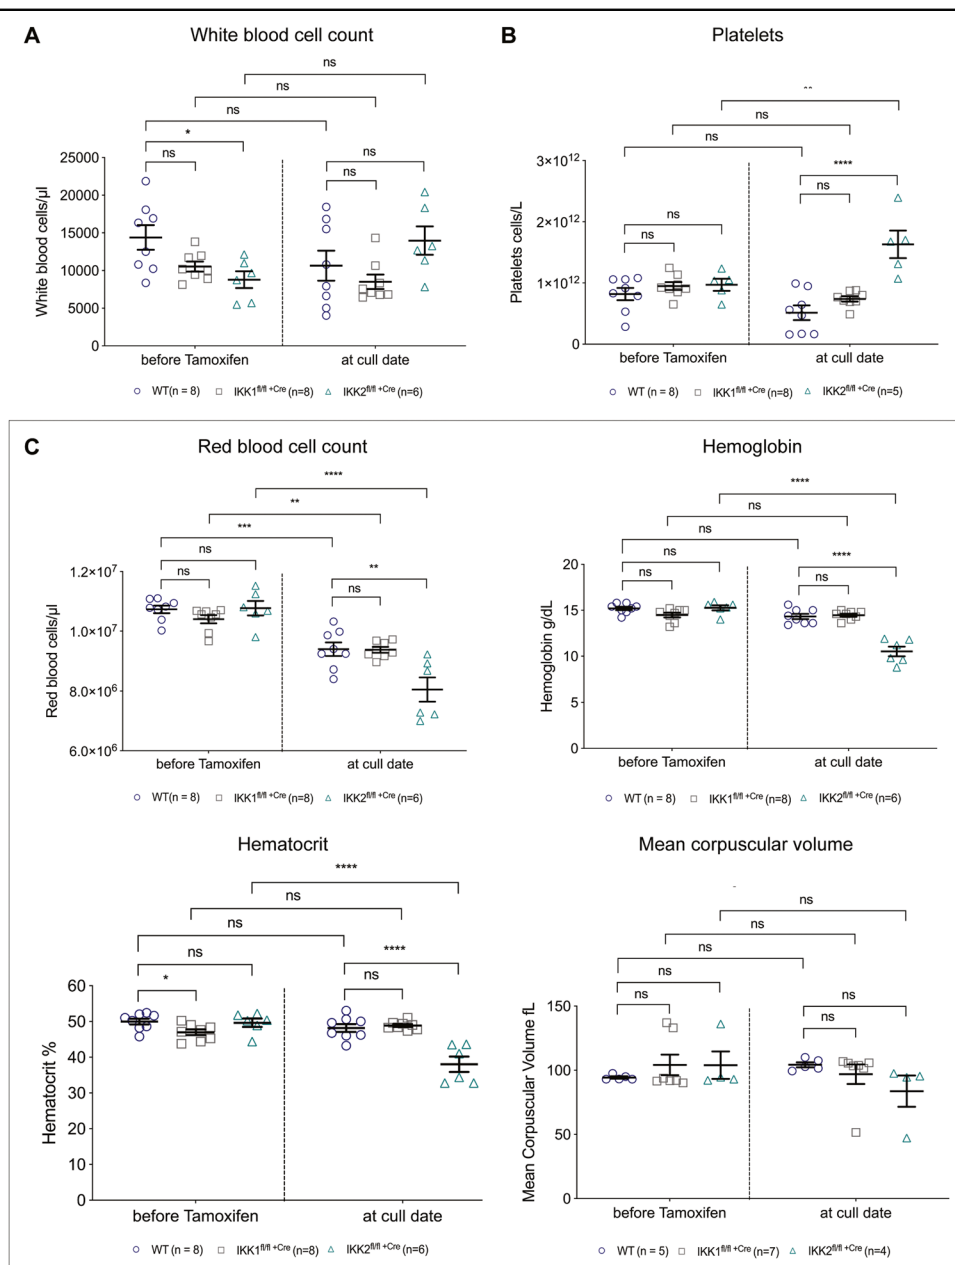 A
White blood cell count
ns
ns
ns
*
ns
ns
ns
25000
20000
15000
10000
5000
0
White blood cells/µl
before Tamoxifen
at cull date
WT(n = 8) IKK1fl/fl +Cre (n=8) IKK2fl/fl +Cre (n=6)
B
Platelets
ns
ns
****
ns
ns
ns
3×10¹²
2×10¹²
1×10¹²
0
Platelets cells/L
before Tamoxifen
at cull date
WT (n = 8) IKK1fl/fl +Cre (n=8) IKK2fl/fl +Cre (n=5)
C
Red blood cell count
****
**
***
ns
ns
**
ns
1.2×10⁷
1.0×10⁷
8.0×10⁶
6.0×10⁶
Red blood cells/µl
before Tamoxifen
at cull date
WT(n = 8) IKK1fl/fl +Cre (n=8) IKK2fl/fl +Cre (n=6)
Hemoglobin
****
ns
ns
ns
****
ns
ns
20
15
10
5
0
Hemoglobin g/dL
before Tamoxifen
at cull date
WT (n = 8) IKK1fl/fl +Cre (n=8) IKK2fl/fl +Cre (n=6)
Hematocrit
****
ns
ns
ns
****
*
ns
60
50
40
30
20
10
0
Hematocrit %
before Tamoxifen
at cull date
WT (n = 8) IKK1fl/fl +Cre (n=8) IKK2fl/fl +Cre (n=6)
Mean corpuscular volume
ns
ns
ns
ns
ns
ns
ns
150
100
50
0
Mean Corpuscular Volume fL
before Tamoxifen
at cull date
WT (n = 5) IKK1fl/fl +Cre (n=7) IKK2fl/fl +Cre (n=4)